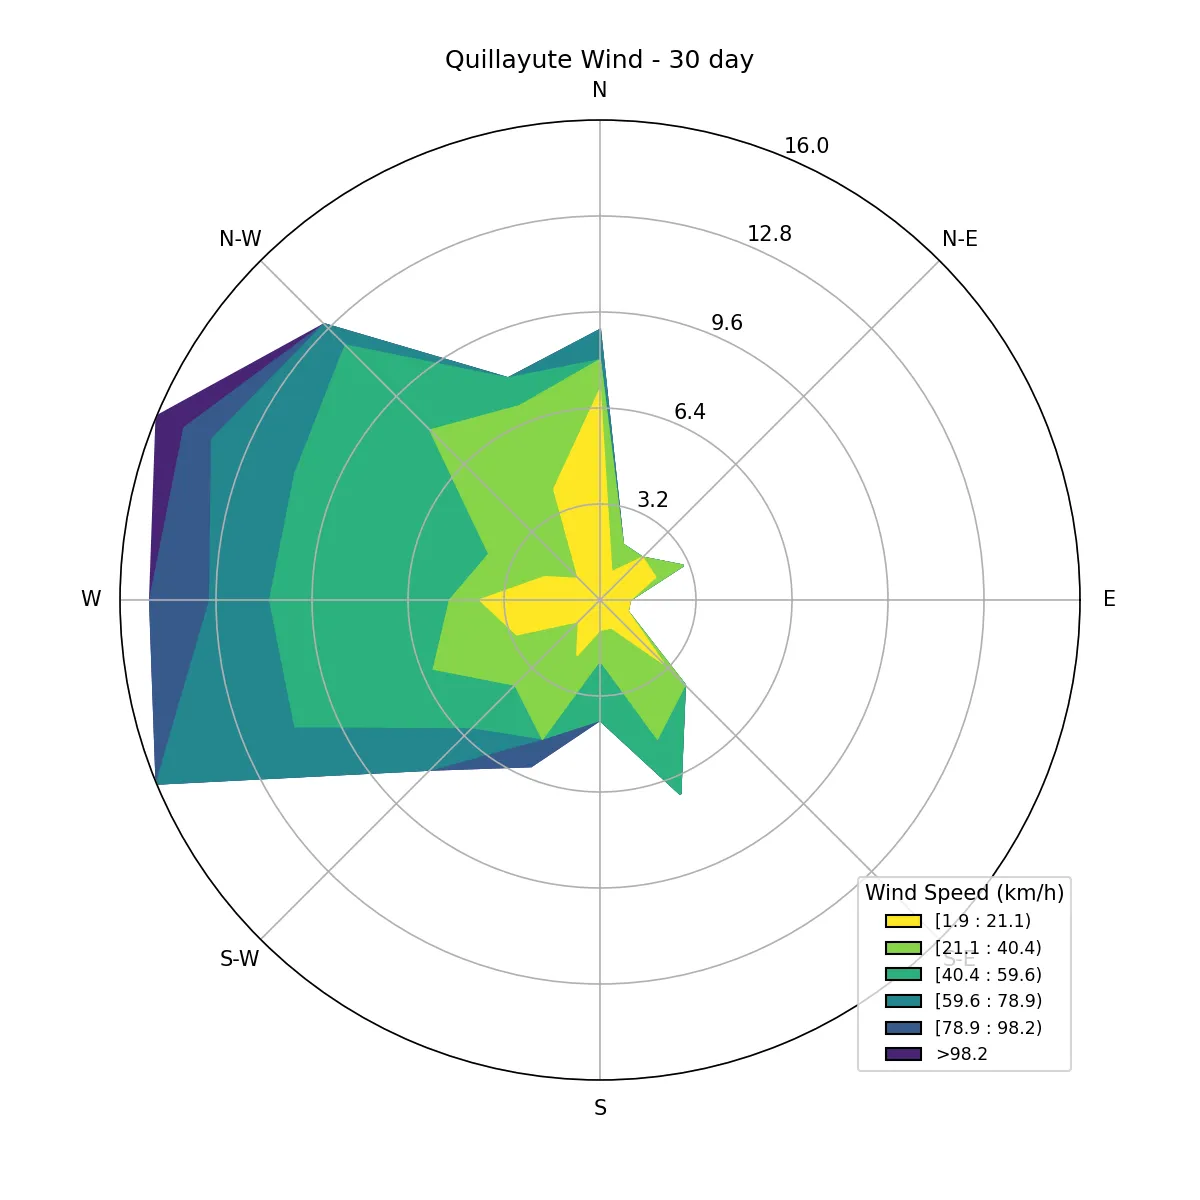 Quillayute Wind - 30 day
N
16.0
N-W
12.8
N-E
9.6
6.4
3.2
W
E
S-W
S-E
S
Wind Speed (km/h)
[1.9 : 21.1)
[21.1 : 40.4)
[40.4 : 59.6)
[59.6 : 78.9)
[78.9 : 98.2)
>98.2